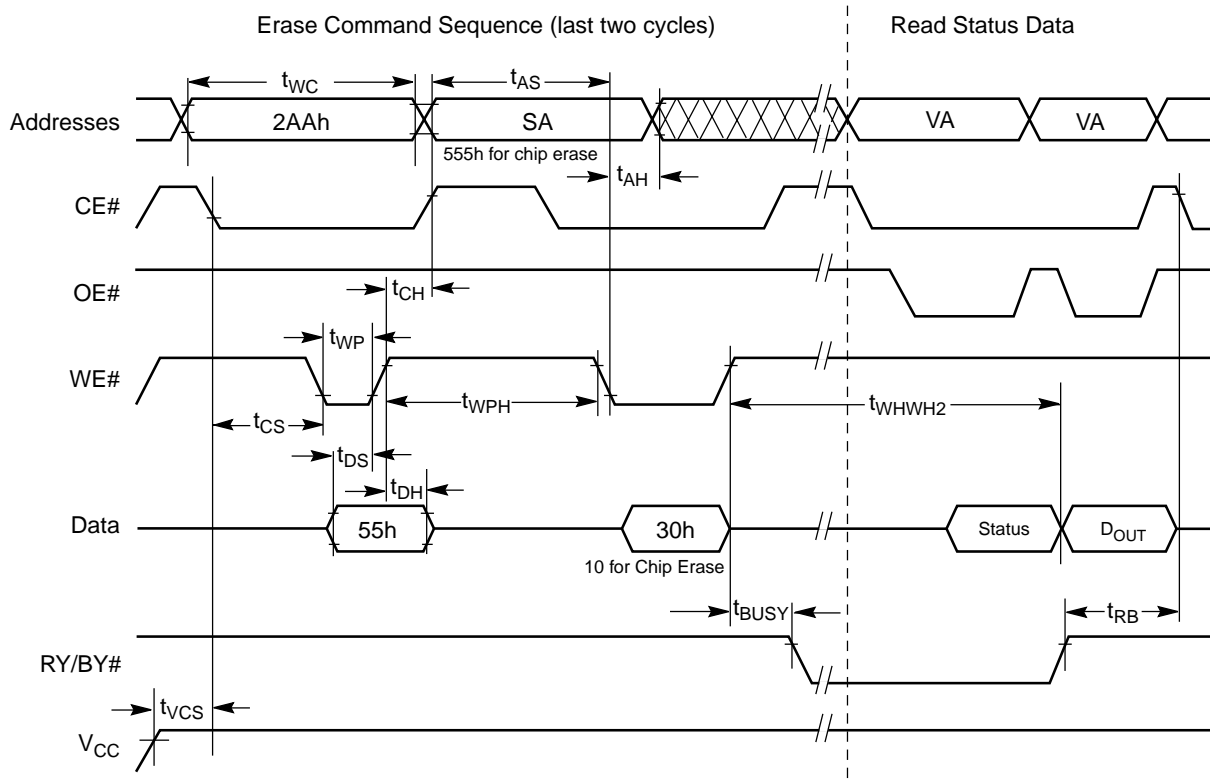 Erase Command Sequence (last two cycles)
Read Status Data
tWC
tAS
Addresses
2AAh
SA
VA
VA
555h for chip erase
tAH
CE#
OE#
tCH
tWP
WE#
tWPH
tWHWH2
tCS
tDS
tDH
Data
55h
30h
Status
DOUT
10 for Chip Erase
tBUSY
tRB
RY/BY#
tVCS
VCC